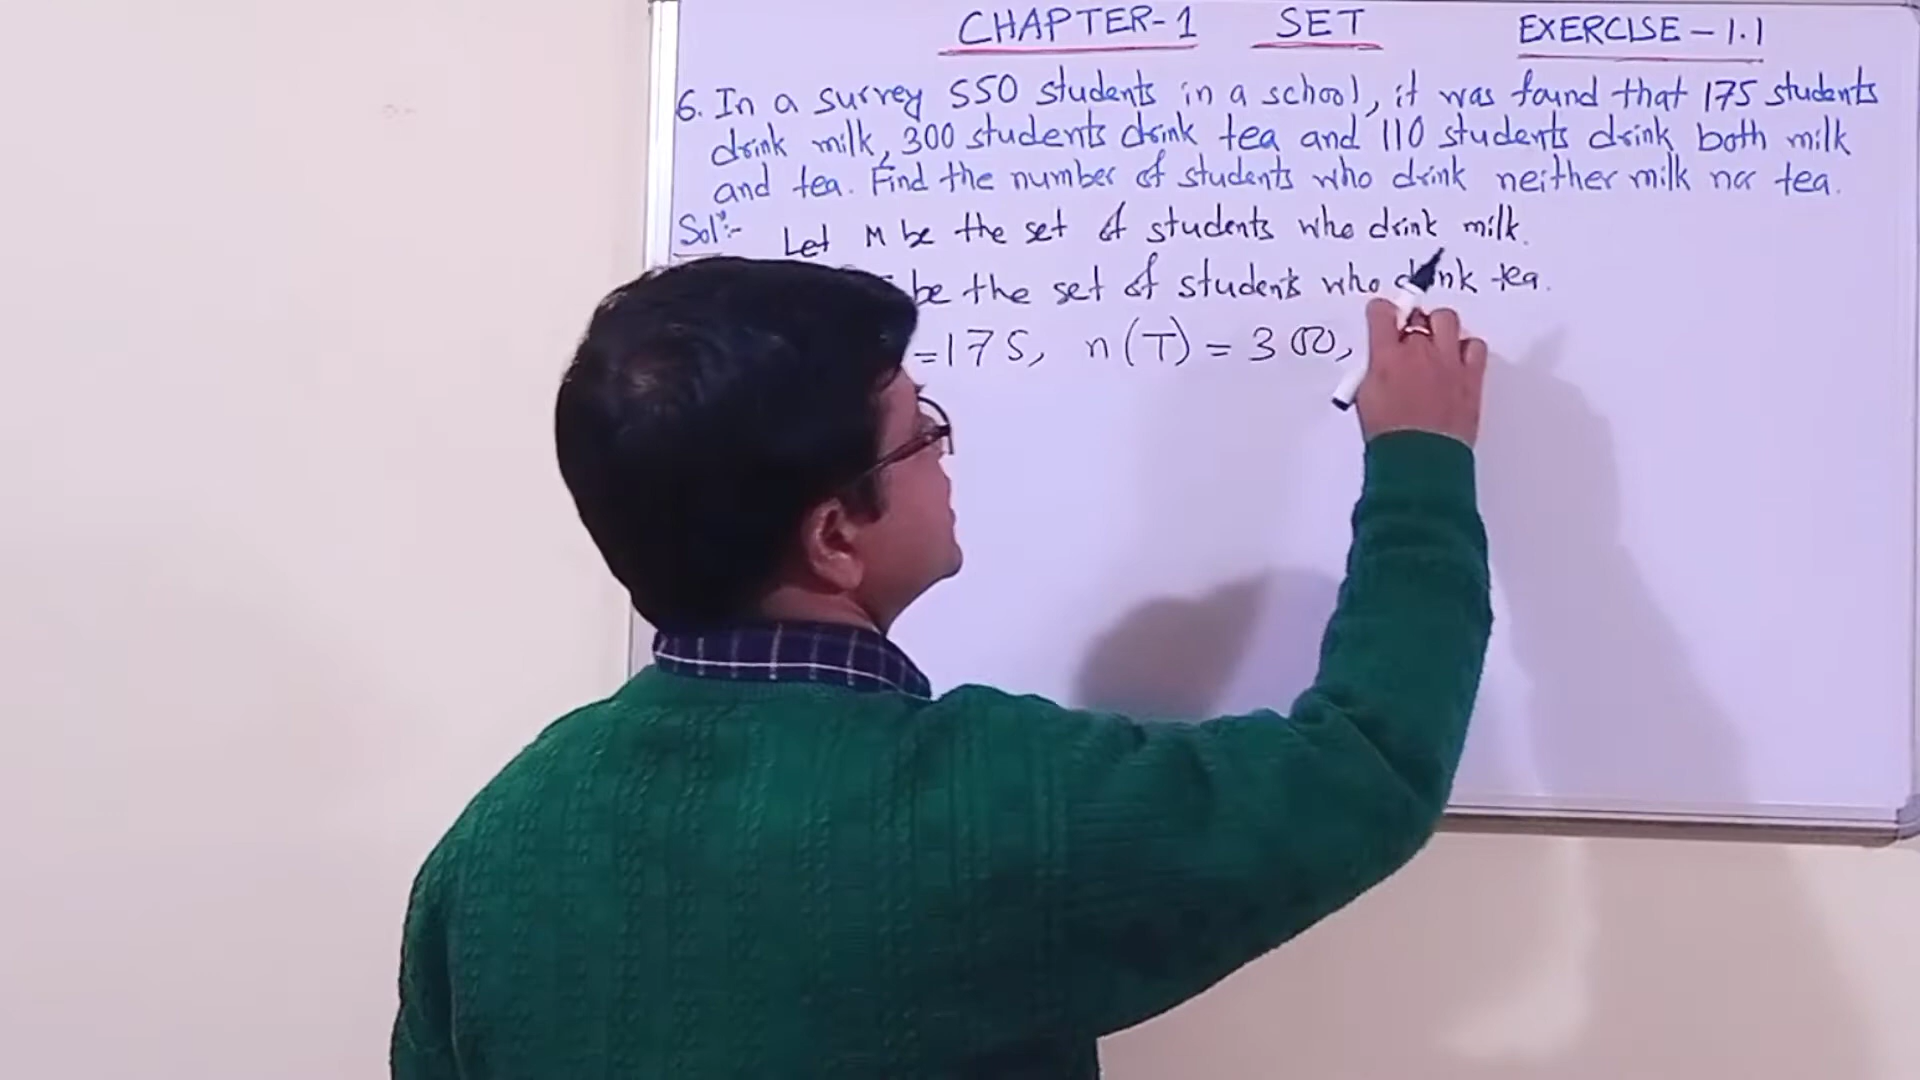 CHAPTER-1 SET EXERCISE-1.1
6. In a survey 550 students in a school, it was found that 175 students
drink milk, 300 students drink tea and 110 students drink both milk
and tea. Find the number of students who drink neither milk nor tea.
Solⁿ:- Let M be the set of students who drink milk.
be the set of students who drink tea.
=175, n(T) = 300,